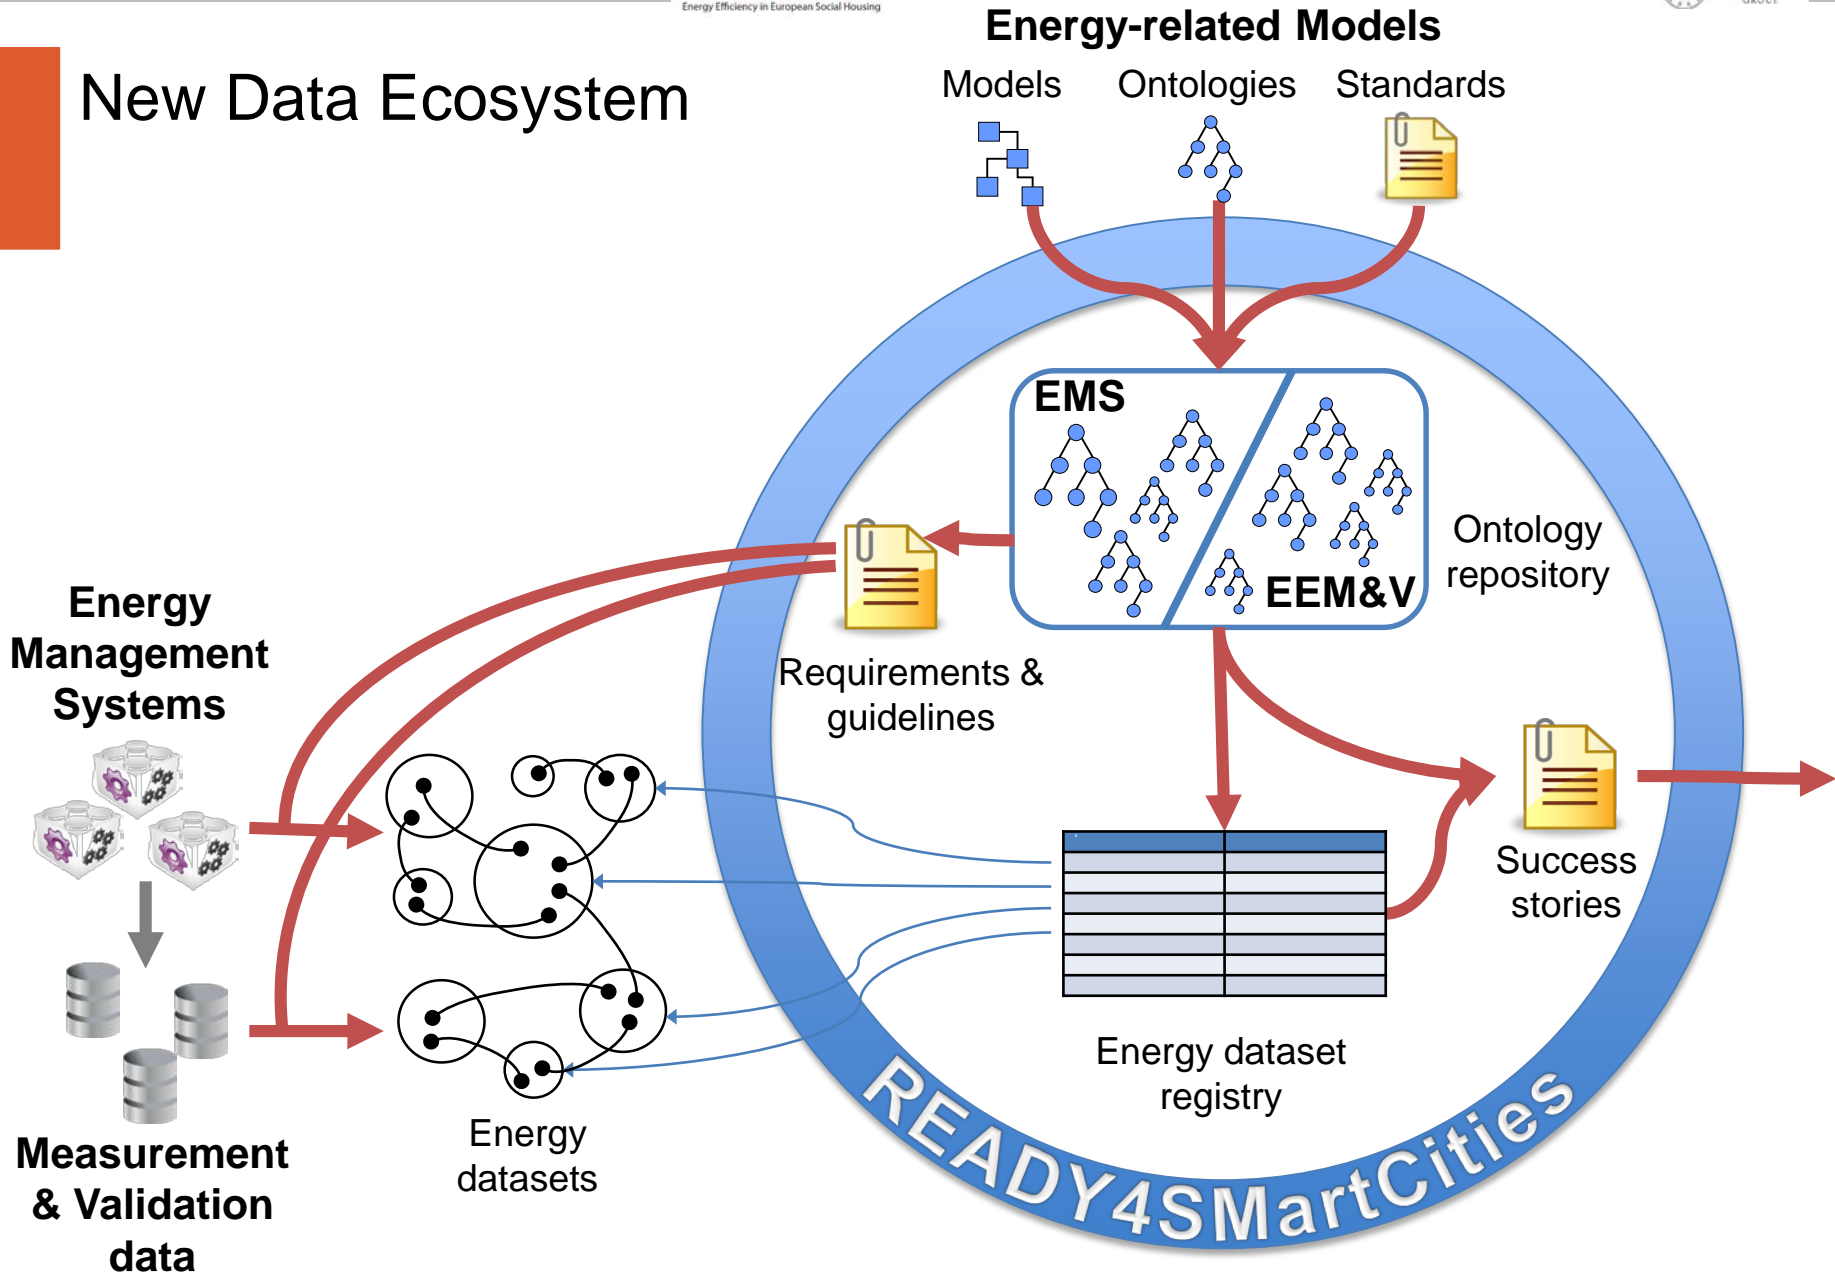 Energy Efficiency in European Social Housing
New Data Ecosystem
Energy-related Models
Models
Ontologies
Standards
EMS
EEM&V
Ontology
repository
Requirements &
guidelines
Energy
Management
Systems
Success
stories
Energy dataset
registry
Energy
datasets
Measurement
& Validation
data
READY4SMartCities